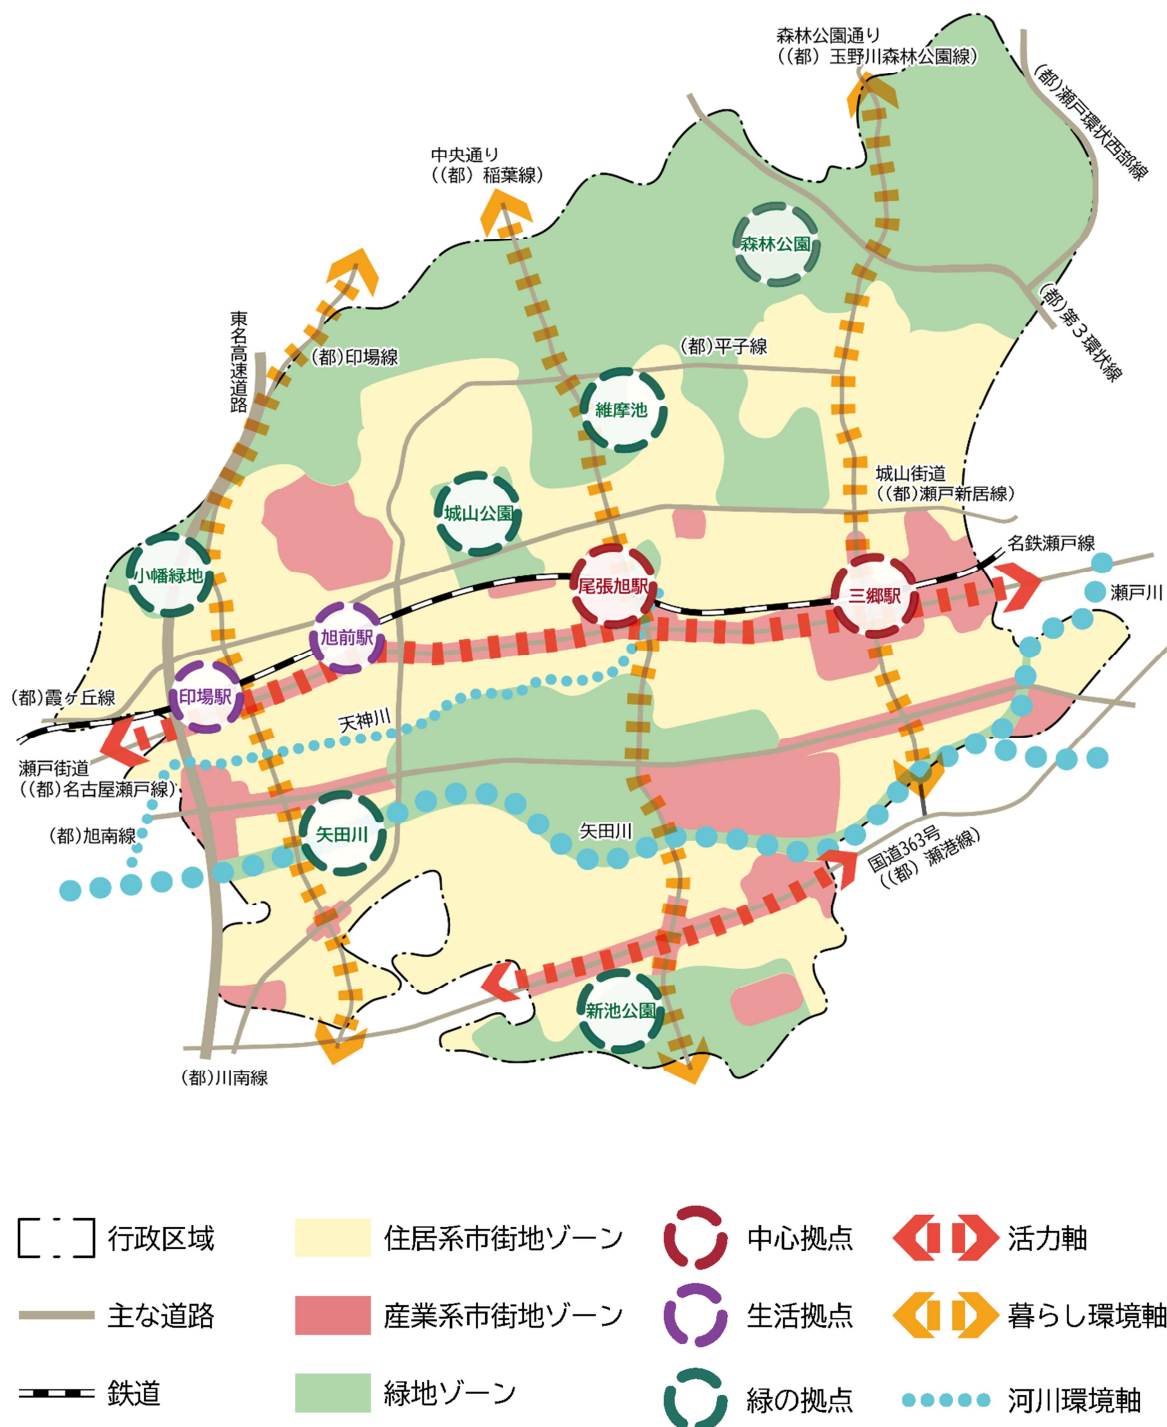 森林公園通り
((都) 玉野川森林公園線)
(都)瀬戸環状西部線
中央通り
((都) 稲葉線)
森林公園
東名高速道路
(都)印場線
(都)平子線
(都)第3環状線
維摩池
城山街道
((都)瀬戸新居線)
城山公園
名鉄瀬戸線
小幡緑地
尾張旭駅
三郷駅
瀬戸川
旭前駅
印場駅
(都)霞ヶ丘線
天神川
瀬戸街道
((都)名古屋瀬戸線)
(都)旭南線
矢田川
矢田川
国道363号
((都) 瀬港線)
新池公園
(都)川南線
行政区域
住居系市街地ゾーン
中心拠点
活力軸
主な道路
産業系市街地ゾーン
生活拠点
暮らし環境軸
鉄道
緑地ゾーン
緑の拠点
河川環境軸